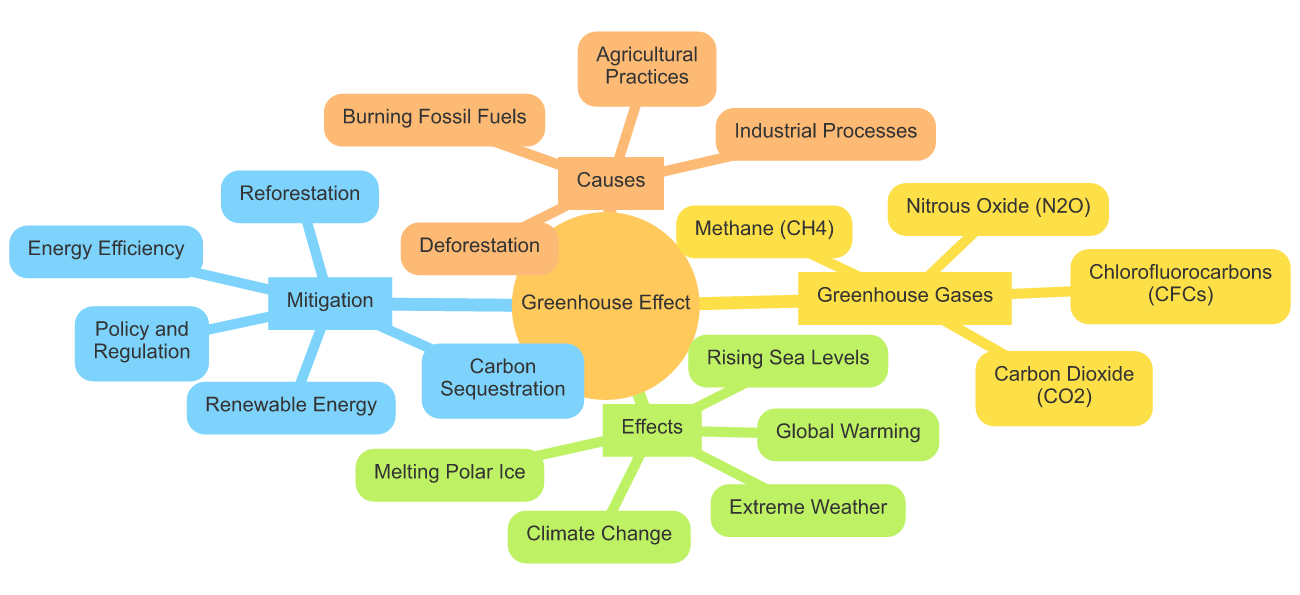 Agricultural
Practices
Burning Fossil Fuels
Industrial Processes
Causes
Deforestation
Reforestation
Energy Efficiency
Mitigation
Policy and
Regulation
Renewable Energy
Carbon
Sequestration
Greenhouse Effect
Methane (CH4)
Nitrous Oxide (N2O)
Greenhouse Gases
Chlorofluorocarbons
(CFCs)
Carbon Dioxide
(CO2)
Rising Sea Levels
Effects
Global Warming
Melting Polar Ice
Extreme Weather
Climate Change